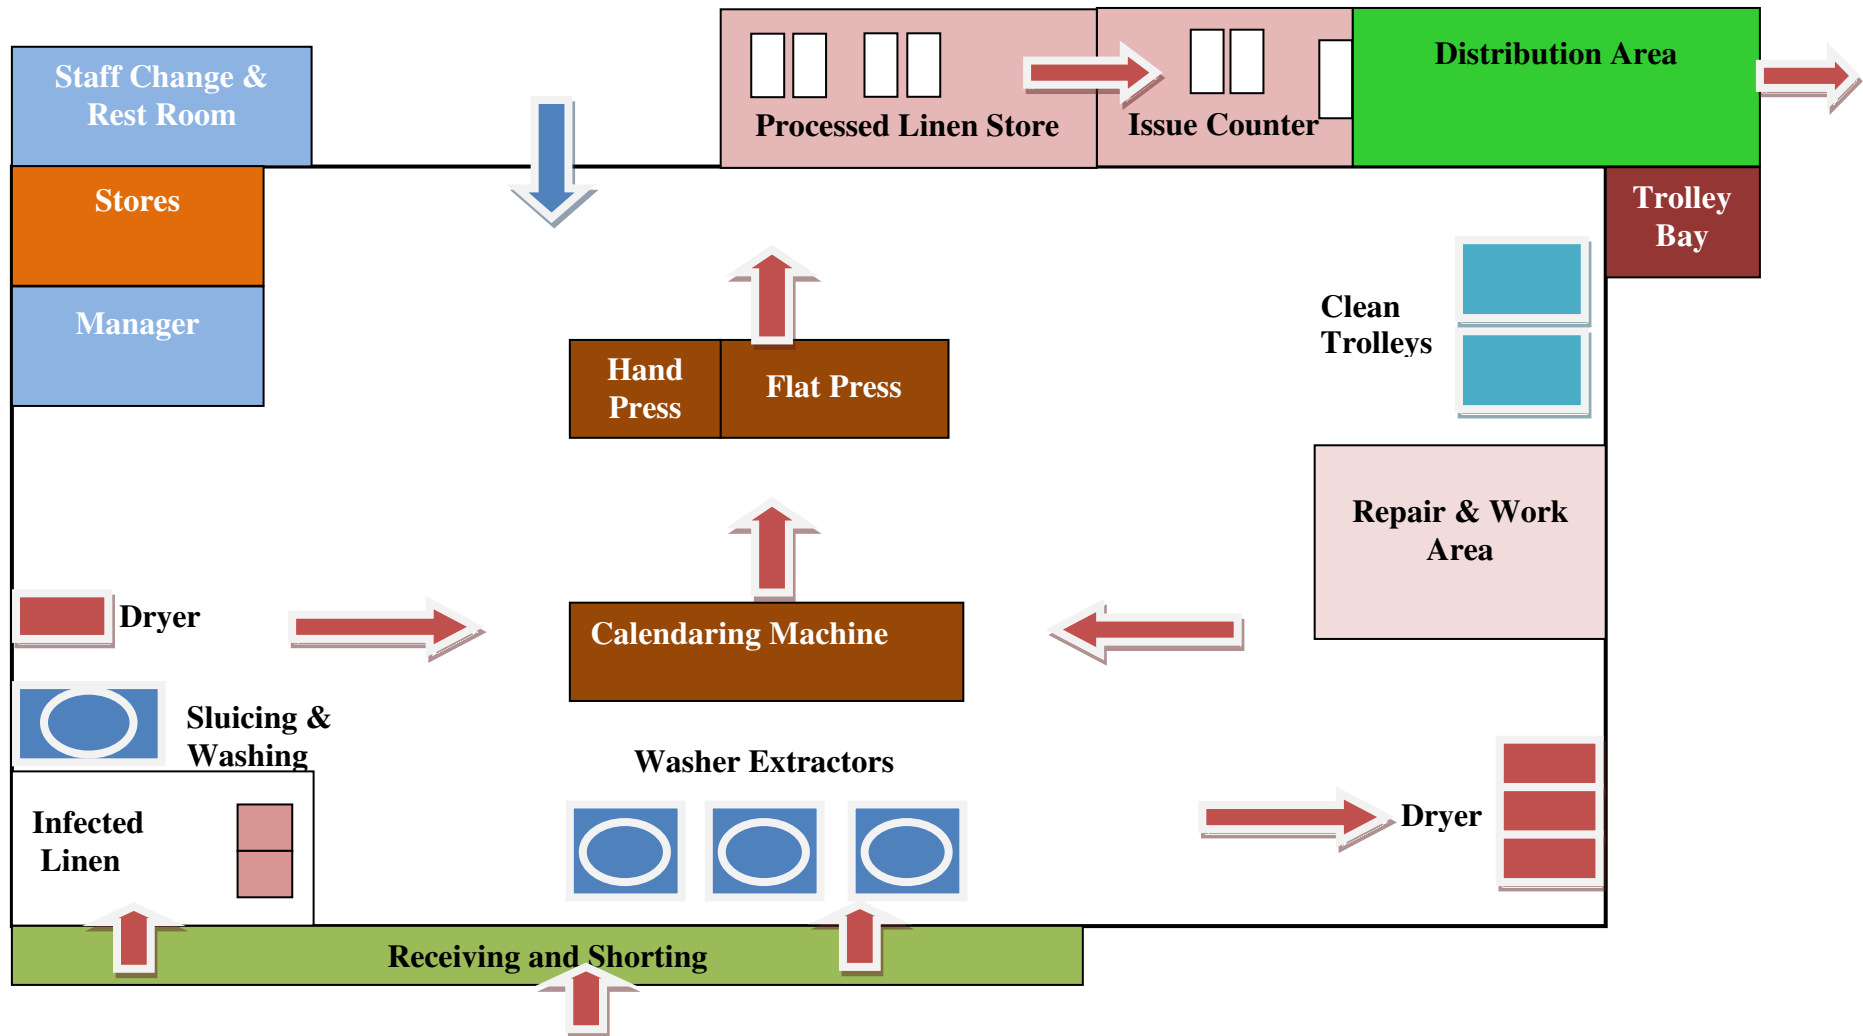 Staff Change &
Rest Room
Processed Linen Store
Issue Counter
Distribution Area
Stores
Trolley
Bay
Manager
Clean
Trolleys
Hand
Press
Flat Press
Repair & Work
Area
Dryer
Calendaring Machine
Sluicing &
Washing
Washer Extractors
Infected
Linen
Dryer
Receiving and Shorting